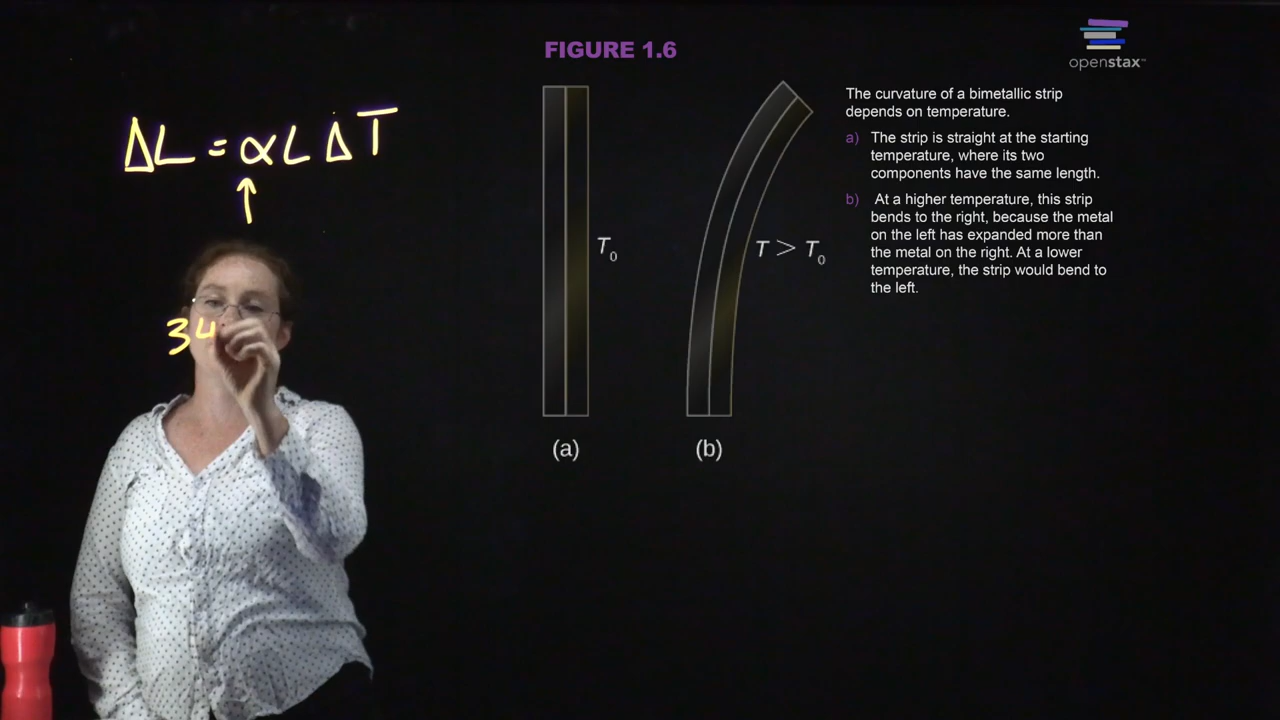 FIGURE 1.6
openstax™
ΔL = αLΔT
↑
34
T₀
T > T₀
(a)
(b)
The curvature of a bimetallic strip
depends on temperature.
a) The strip is straight at the starting
temperature, where its two
components have the same length.
b) At a higher temperature, this strip
bends to the right, because the metal
on the left has expanded more than
the metal on the right. At a lower
temperature, the strip would bend to
the left.